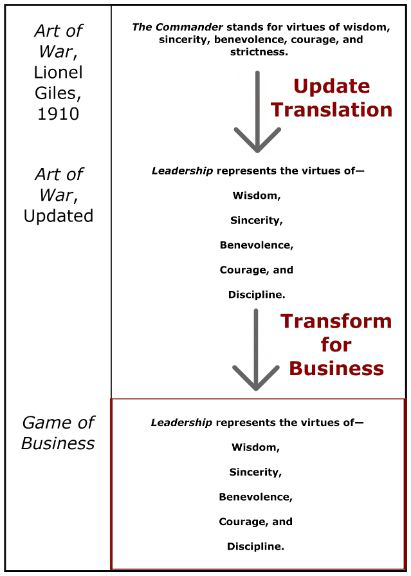 Art of
War,
Lionel
Giles,
1910
The Commander stands for virtues of wisdom,
sincerity, benevolence, courage, and
strictness.
Update
Translation
Art of
War,
Updated
Leadership represents the virtues of—
Wisdom,
Sincerity,
Benevolence,
Courage, and
Discipline.
Transform
for
Business
Game of
Business
Leadership represents the virtues of—
Wisdom,
Sincerity,
Benevolence,
Courage, and
Discipline.